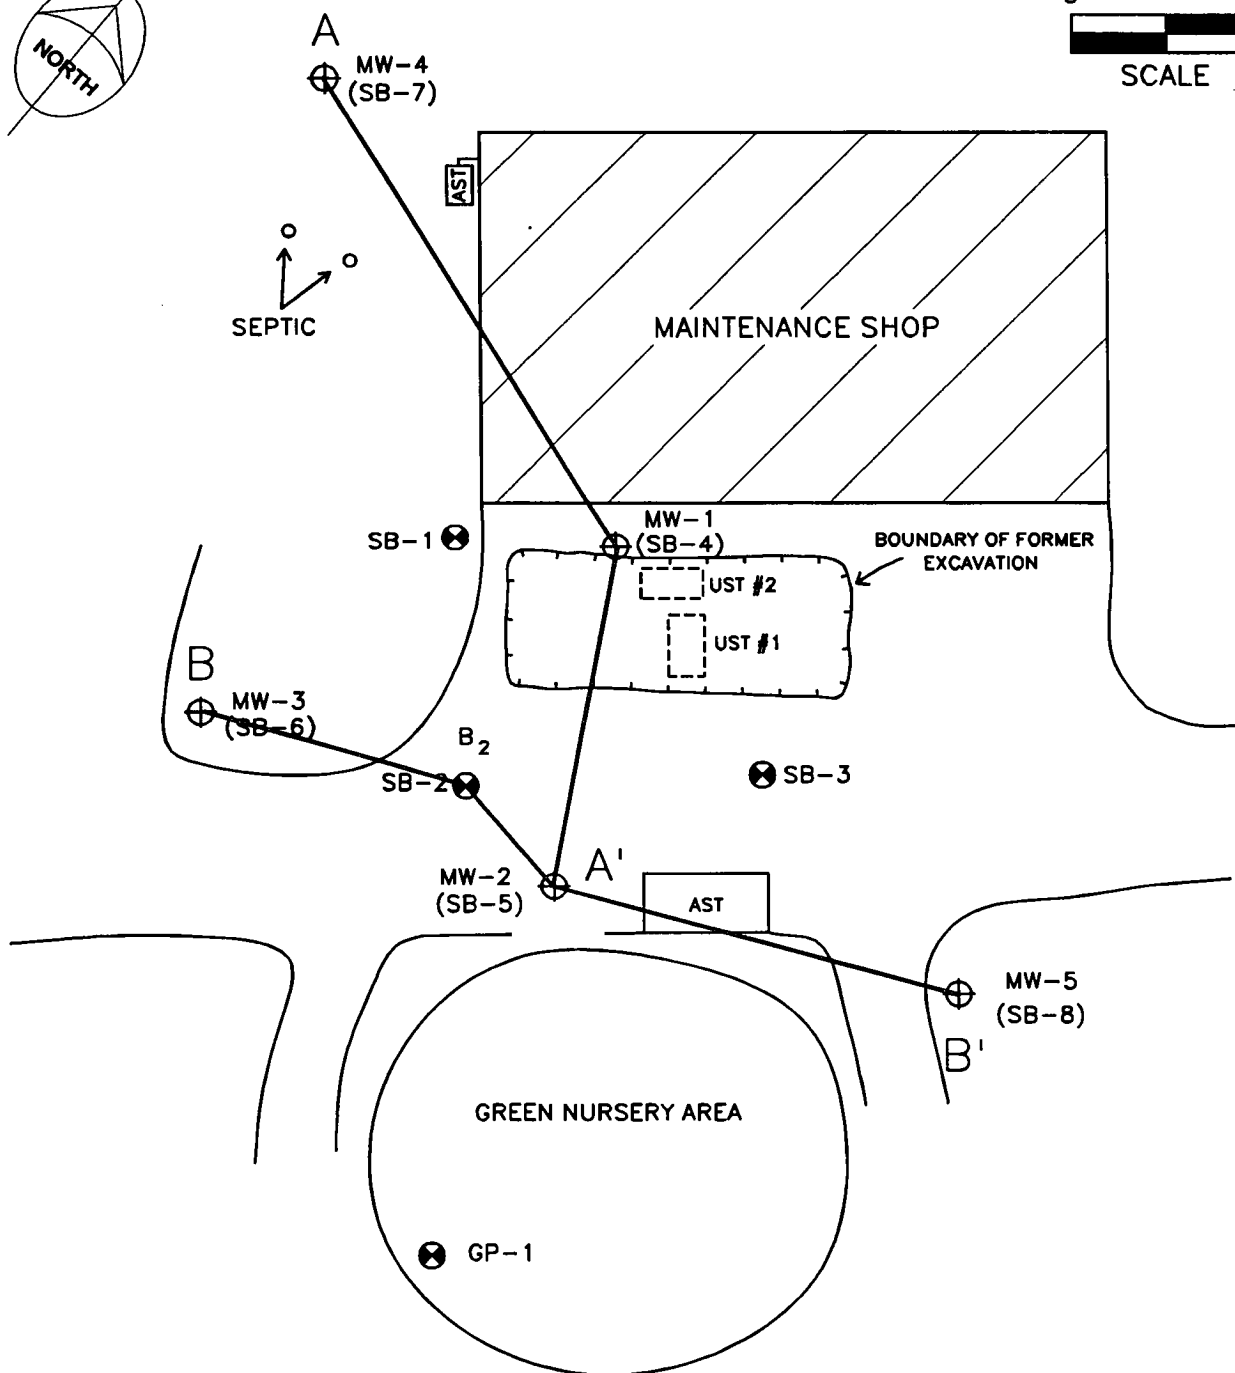 NORTH
A
MW-4
(SB-7)
SCALE
AST
SEPTIC
MAINTENANCE SHOP
SB-1
MW-1
(SB-4)
BOUNDARY OF FORMER
EXCAVATION
UST #2
UST #1
B
MW-3
(SB-6)
B2
SB-2
SB-3
A'
MW-2
(SB-5)
AST
MW-5
(SB-8)
B'
GREEN NURSERY AREA
GP-1